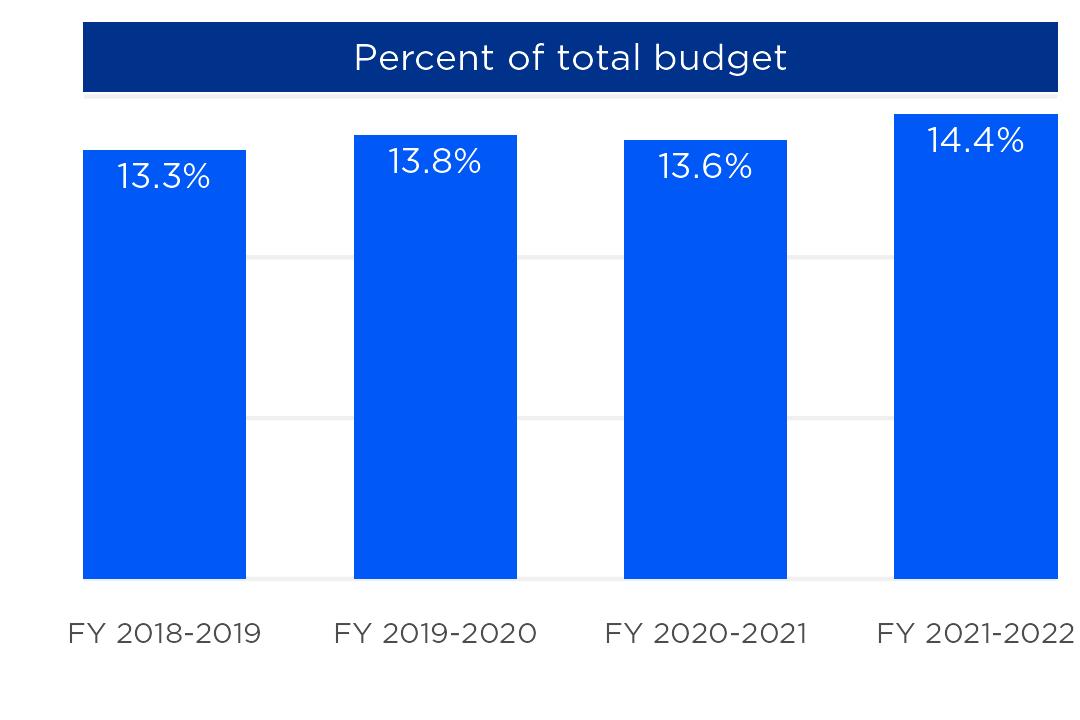 Percent of total budget
13.3%
13.8%
13.6%
14.4%
FY 2018-2019
FY 2019-2020
FY 2020-2021
FY 2021-2022